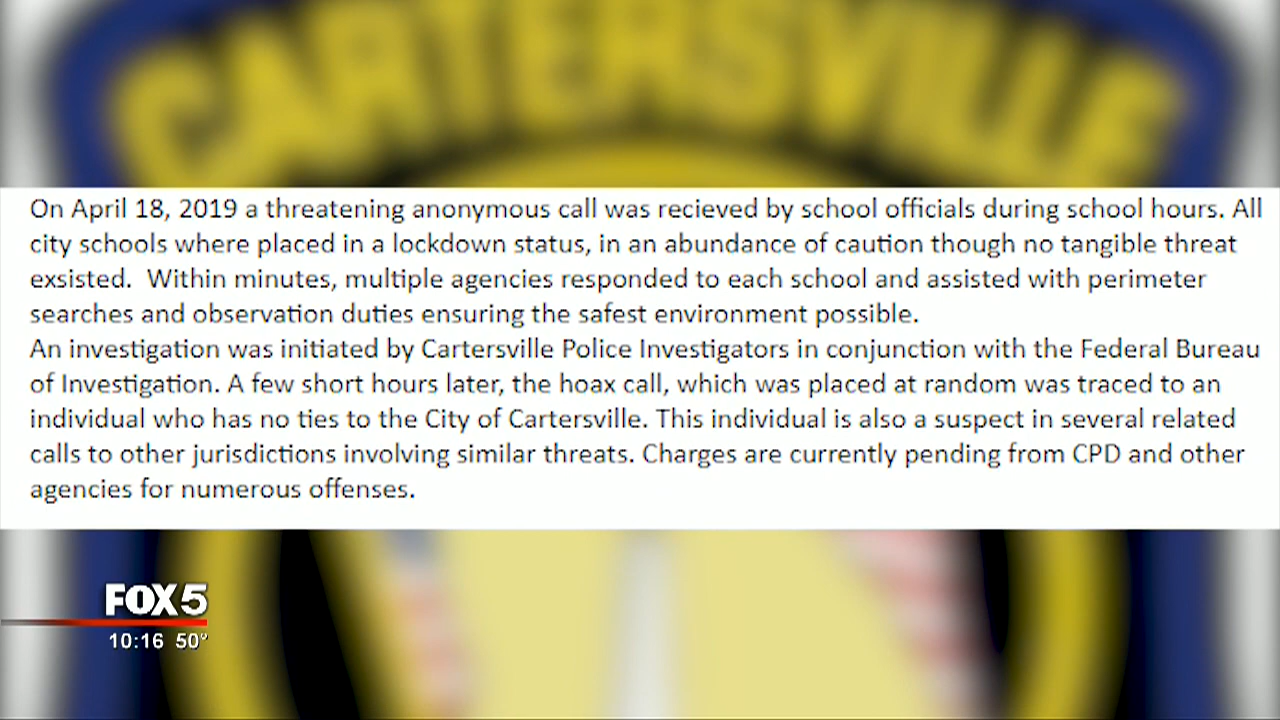 CARTERSVILLE
On April 18, 2019 a threatening anonymous call was recieved by school officials during school hours. All
city schools where placed in a lockdown status, in an abundance of caution though no tangible threat
exsisted.  Within minutes, multiple agencies responded to each school and assisted with perimeter
searches and observation duties ensuring the safest environment possible.
An investigation was initiated by Cartersville Police Investigators in conjunction with the Federal Bureau
of Investigation. A few short hours later, the hoax call, which was placed at random was traced to an
individual who has no ties to the City of Cartersville. This individual is also a suspect in several related
calls to other jurisdictions involving similar threats. Charges are currently pending from CPD and other
agencies for numerous offenses.
FOX 5
10:16 50°